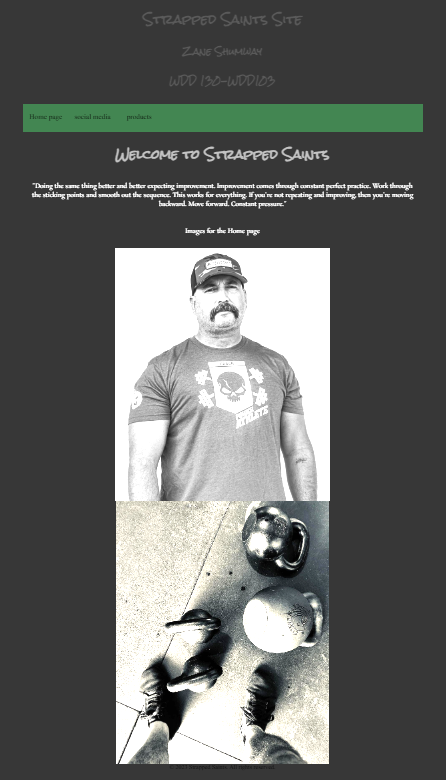 Strapped Saints Site
Zane Shumway
WDD 130-WDD103
Home page social media products
Welcome to Strapped Saints
"Doing the same thing better and better expecting improvement. Improvement comes through constant perfect practice. Work through
the sticking points and smooth out the sequence. This works for everything. If you're not repeating and improving, then you're moving
backward. Move forward. Constant pressure."
Images for the Home page
ATHLETE